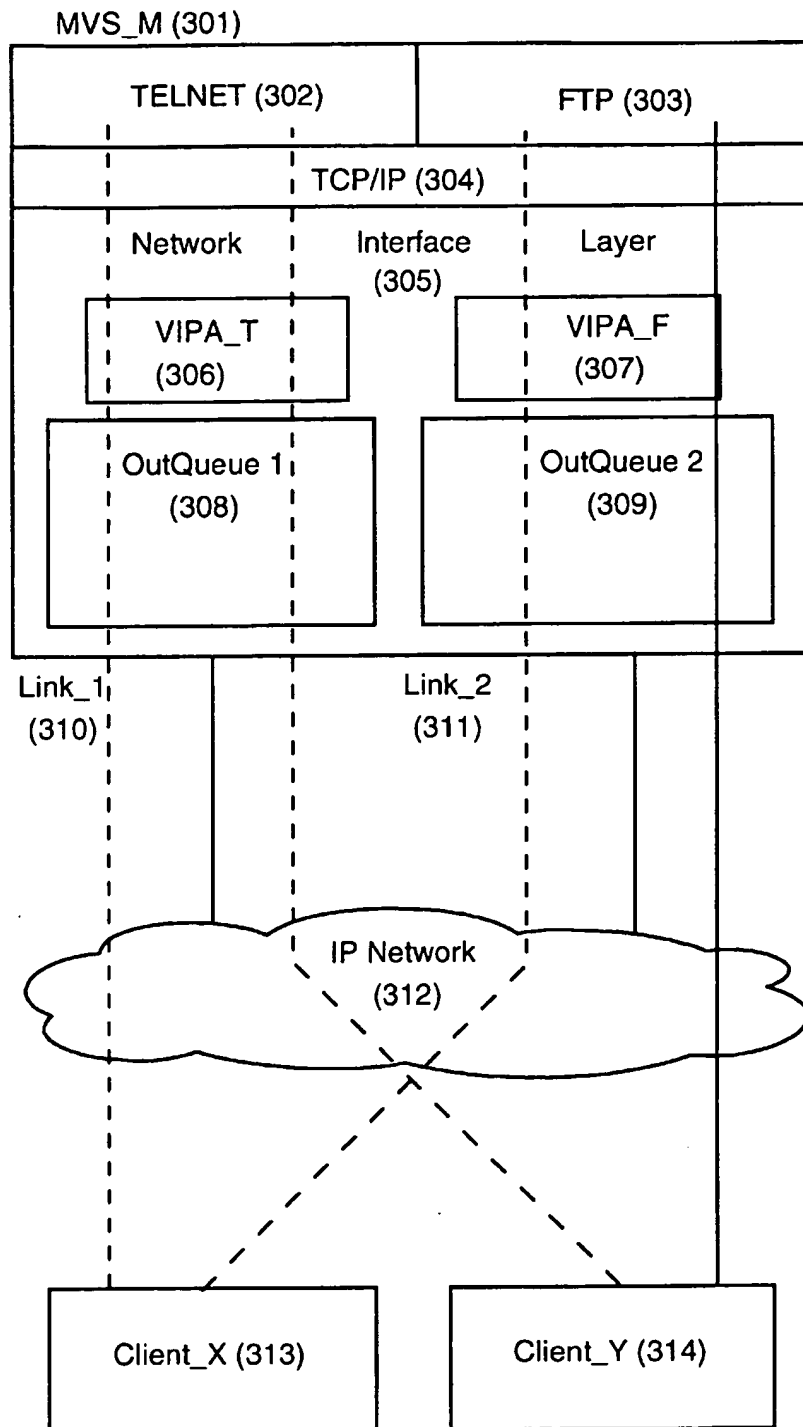 MVS_M (301)
TELNET (302)
FTP (303)
TCP/IP (304)
Network Interface Layer
(305)
VIPA_T
(306)
VIPA_F
(307)
OutQueue 1
(308)
OutQueue 2
(309)
Link_1
(310)
Link_2
(311)
IP Network
(312)
Client_X (313)
Client_Y (314)